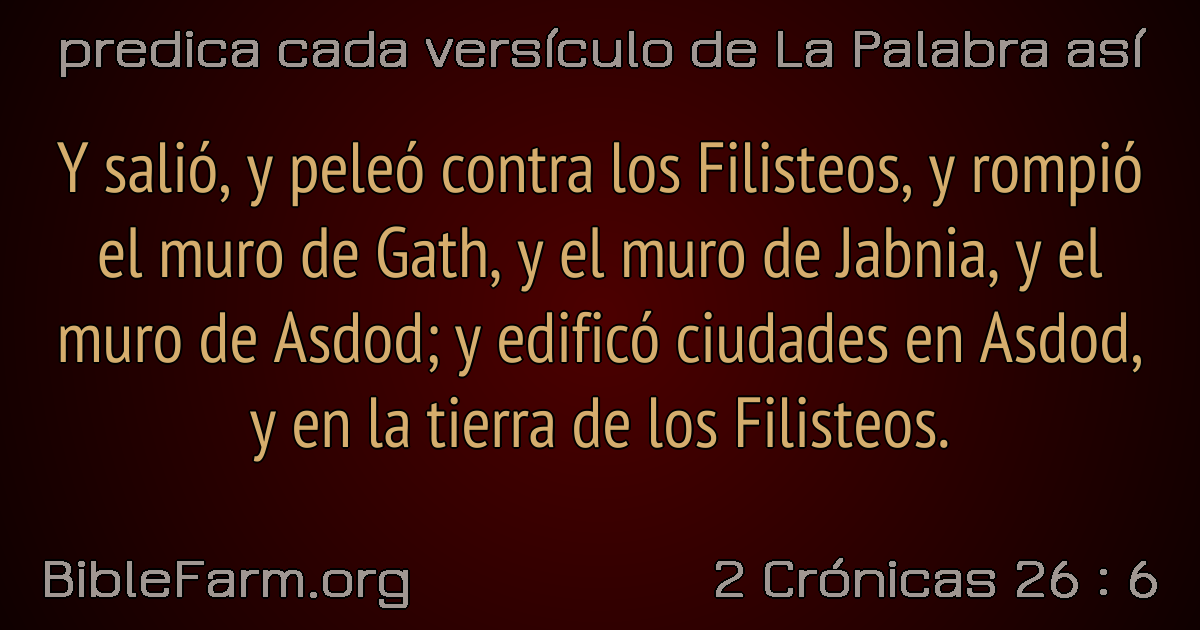 predica cada versículo de La Palabra así
Y salió, y peleó contra los Filisteos, y rompió
el muro de Gath, y el muro de Jabnia, y el
muro de Asdod; y edificó ciudades en Asdod,
y en la tierra de los Filisteos.
BibleFarm.org
2 Crónicas 26 : 6